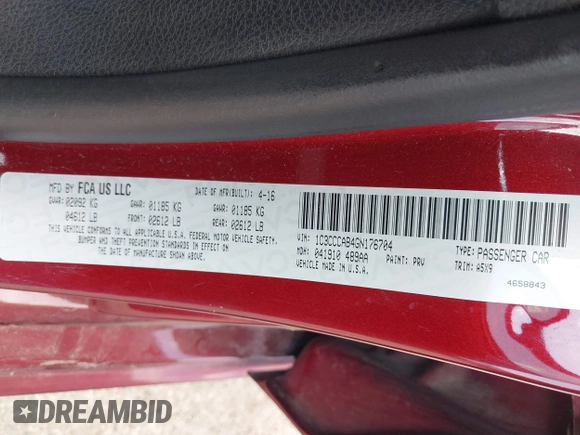 MFD BY FCA US LLC
DATE OF MFR(BUILT): 4-16
GVWR: 02092 KG
GAWR: 01185 KG
GAWR: 01185 KG
04612 LB
FRONT: 02612 LB
REAR: 02612 LB
THIS VEHICLE CONFORMS TO ALL APPLICABLE U.S.A. FEDERAL MOTOR VEHICLE SAFETY,
BUMPER AND THEFT PREVENTION STANDARDS IN EFFECT ON
THE DATE OF MANUFACTURE SHOWN ABOVE.
VIN: 1C3CCCAB4GN176704
TYPE: PASSENGER CAR
MDH: 041910 489AA
PAINT: PRV
TRIM: A5X9
VEHICLE MADE IN U.S.A.
4658843
DREAMBID